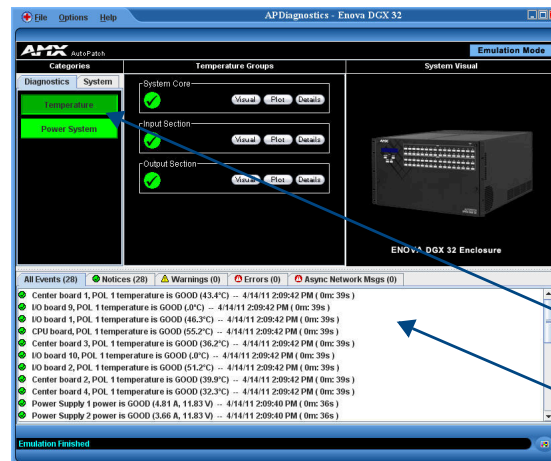 File Options Help APDiagnostics - Enova DGX 32
AMX AutoPatch Emulation Mode
Categories Temperature Groups System Visual
Diagnostics System
Temperature
Power System
System Core
Visual Plot Details
Input Section
Visual Plot Details
Output Section
Visual Plot Details
ENOVA DGX 32 Enclosure
All Events (28) Notices (28) Warnings (0) Errors (0) Async Network Msgs (0)
Center board 1, POL 1 temperature is GOOD (43.4°C) -- 4/14/11 2:09:42 PM ( 0m: 39s )
I/O board 9, POL 1 temperature is GOOD (.0°C) -- 4/14/11 2:09:42 PM ( 0m: 39s )
I/O board 1, POL 1 temperature is GOOD (46.3°C) -- 4/14/11 2:09:42 PM ( 0m: 39s )
CPU board, POL 1 temperature is GOOD (55.2°C) -- 4/14/11 2:09:42 PM ( 0m: 39s )
Center board 3, POL 1 temperature is GOOD (36.2°C) -- 4/14/11 2:09:42 PM ( 0m: 39s )
I/O board 10, POL 1 temperature is GOOD (.0°C) -- 4/14/11 2:09:42 PM ( 0m: 39s )
I/O board 2, POL 1 temperature is GOOD (51.2°C) -- 4/14/11 2:09:42 PM ( 0m: 39s )
Center board 2, POL 1 temperature is GOOD (39.9°C) -- 4/14/11 2:09:42 PM ( 0m: 39s )
Center board 4, POL 1 temperature is GOOD (32.3°C) -- 4/14/11 2:09:42 PM ( 0m: 39s )
Power Supply 1 power is GOOD (4.81 A, 11.83 V) -- 4/14/11 2:09:40 PM ( 0m: 36s )
Power Supply 2 power is GOOD (3.66 A, 11.83 V) -- 4/14/11 2:09:40 PM ( 0m: 36s )
Emulation Finished